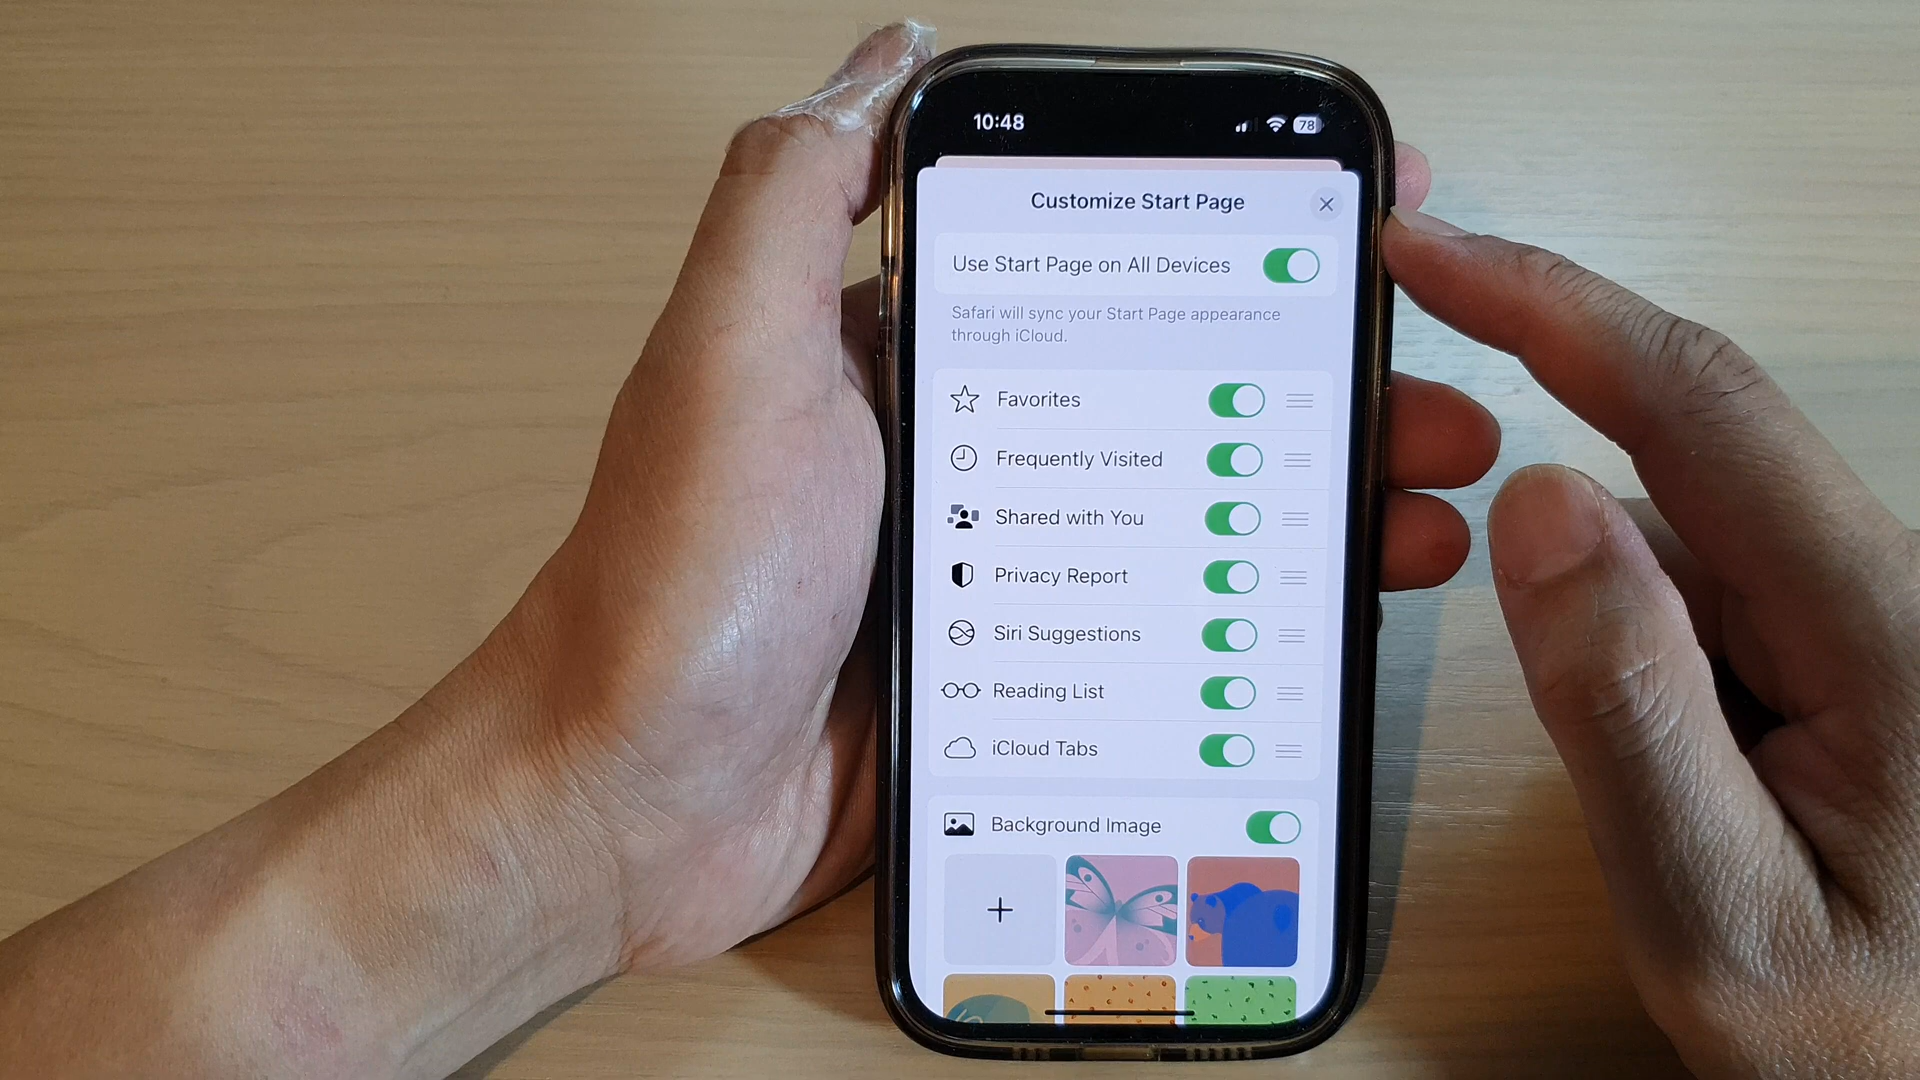 10:48
78
Customize Start Page
Use Start Page on All Devices
Safari will sync your Start Page appearance
through iCloud.
Favorites
Frequently Visited
Shared with You
Privacy Report
Siri Suggestions
Reading List
iCloud Tabs
Background Image